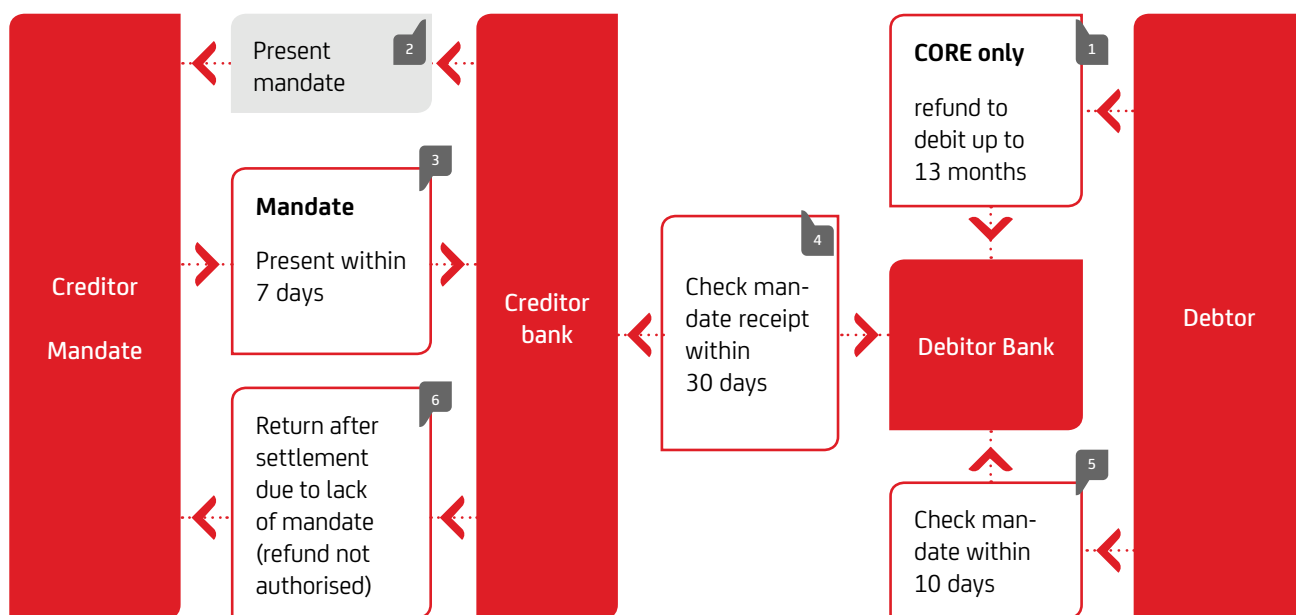 Creditor
Mandate
2
Present
mandate
3
Mandate
Present within
7 days
6
Return after
settlement
due to lack
of mandate
(refund not
authorised)
Creditor
bank
4
Check man-
date receipt
within
30 days
1
CORE only
refund to
debit up to
13 months
Debitor Bank
5
Check man-
date within
10 days
Debtor